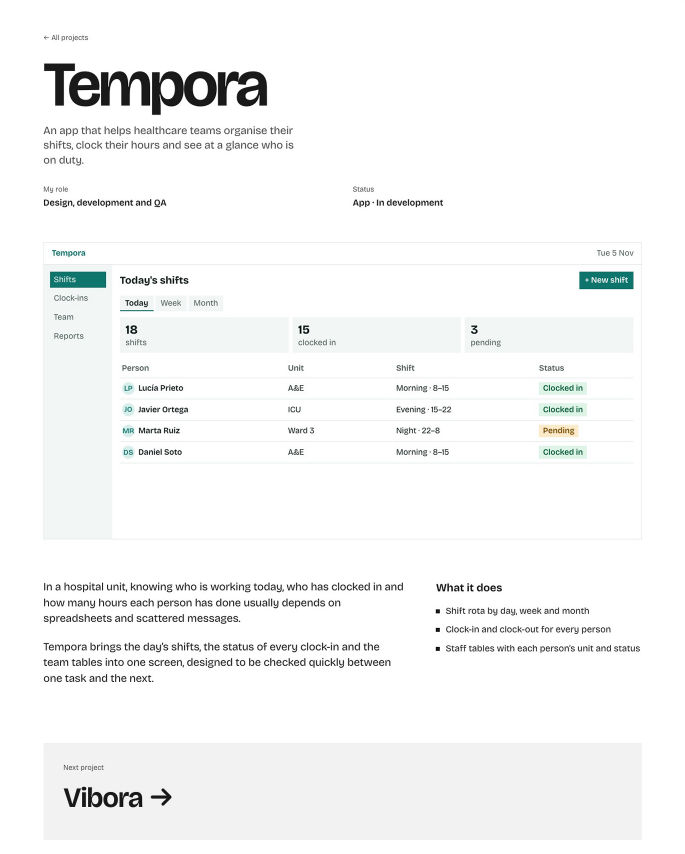 ← All projects
Tempora
An app that helps healthcare teams organise their
shifts, clock their hours and see at a glance who is
on duty.
My role
Design, development and QA
Status
App · In development
Tempora
Tue 5 Nov
Shifts
Clock-ins
Team
Reports
Today's shifts
+ New shift
Today Week Month
18
shifts
15
clocked in
3
pending
Person Unit Shift Status
LP Lucía Prieto A&E Morning · 8–15 Clocked in
JO Javier Ortega ICU Evening · 15–22 Clocked in
MR Marta Ruiz Ward 3 Night · 22–8 Pending
DS Daniel Soto A&E Morning · 8–15 Clocked in
In a hospital unit, knowing who is working today, who has clocked in and
how many hours each person has done usually depends on
spreadsheets and scattered messages.
Tempora brings the day's shifts, the status of every clock-in and the
team tables into one screen, designed to be checked quickly between
one task and the next.
What it does
▪ Shift rota by day, week and month
▪ Clock-in and clock-out for every person
▪ Staff tables with each person's unit and status
Next project
Vibora →